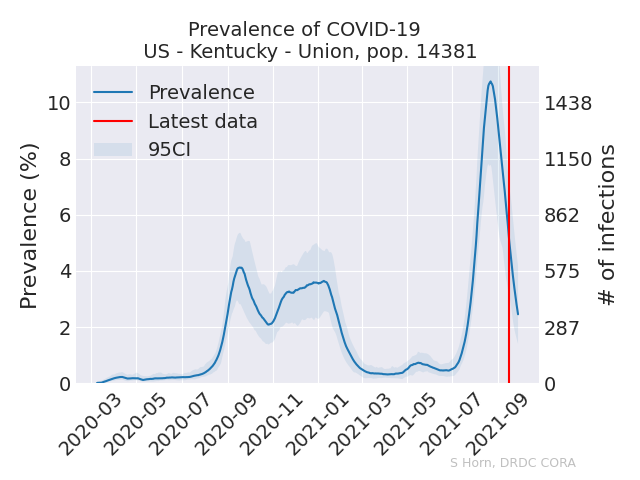 Prevalence of COVID-19
US - Kentucky - Union, pop. 14381
Prevalence
Latest data
95CI
Prevalence (%)
10
8
6
4
2
0
1438
1150
862
575
287
0
# of infections
2020-03
2020-05
2020-07
2020-09
2020-11
2021-01
2021-03
2021-05
2021-07
2021-09
S Horn, DRDC CORA